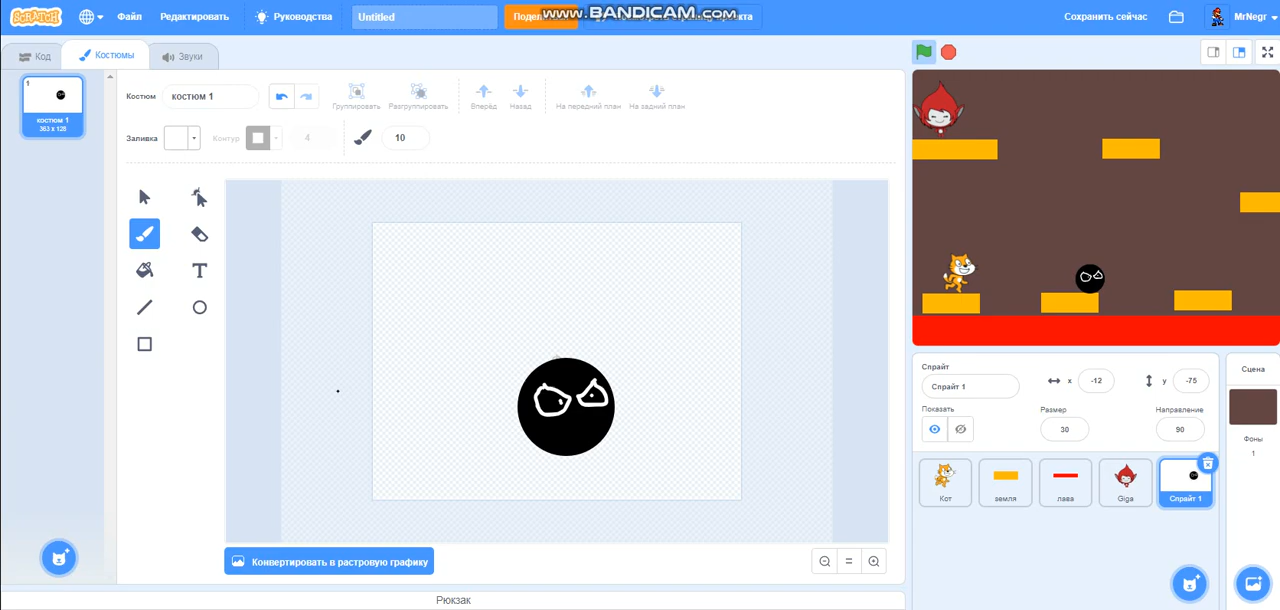 SCRATCH Файл Редактировать Руководства Untitled www.BANDICAM.com Сохранить сейчас MrNegr
Код Костюмы Звуки
1
костюм 1
363 x 128
Костюм костюм 1 Группировать Разгруппировать Вперёд Назад На передний план На задний план
Заливка Контур 4 10
T
Конвертировать в растровую графику
Рюкзак
Спрайт
Спрайт 1 x -12 y -75
Показать Размер Направление
30 90
Кот земля лава Giga Спрайт 1
Сцена
Фоны
1